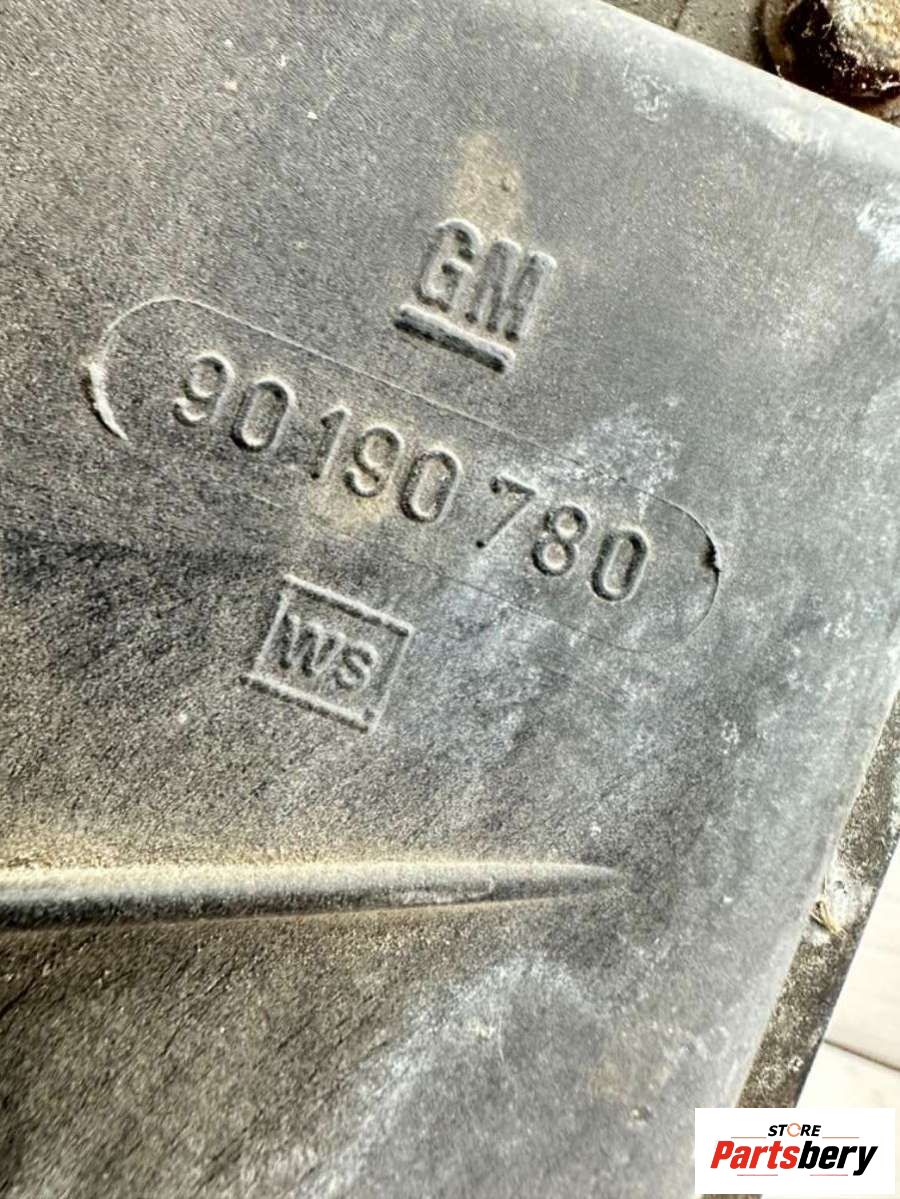 GM
90 190 780
WS
STORE
Partsbery